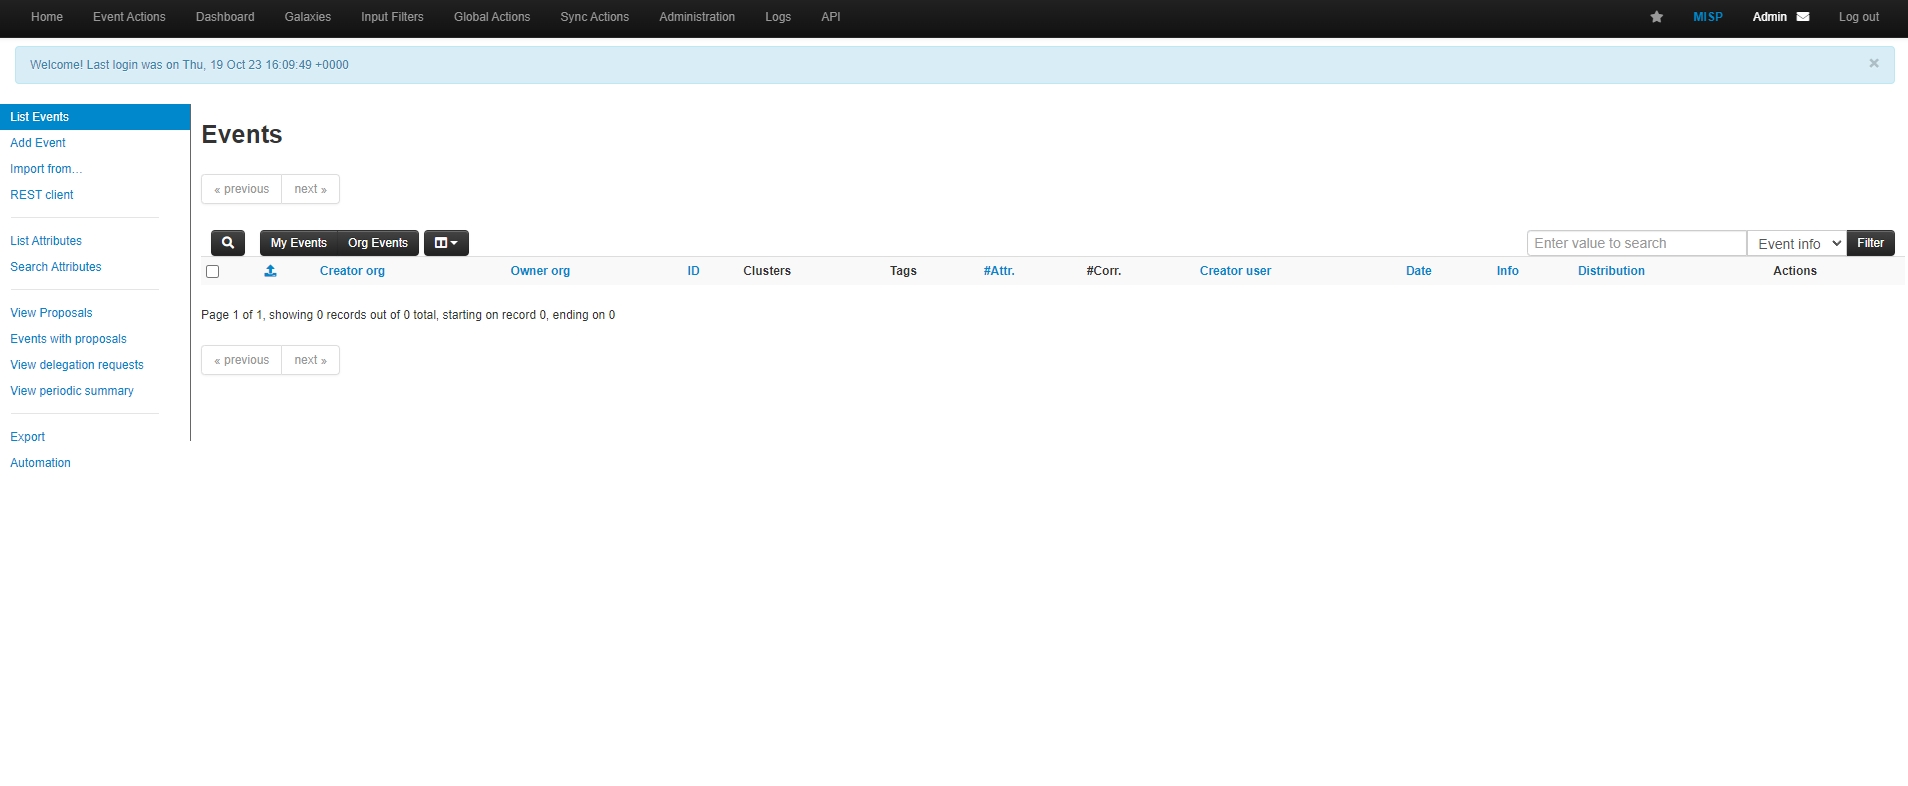 Home Event Actions Dashboard Galaxies Input Filters Global Actions Sync Actions Administration Logs API MISP Admin Log out
Welcome! Last login was on Thu, 19 Oct 23 16:09:49 +0000 ×
List Events
Add Event
Import from...
REST client
List Attributes
Search Attributes
View Proposals
Events with proposals
View delegation requests
View periodic summary
Export
Automation
Events
« previous next »
My Events Org Events Enter value to search Event info Filter
Creator org Owner org ID Clusters Tags #Attr. #Corr. Creator user Date Info Distribution Actions
Page 1 of 1, showing 0 records out of 0 total, starting on record 0, ending on 0
« previous next »